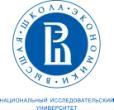 ВЫСШАЯ ШКОЛА ЭКОНОМИКИ
НАЦИОНАЛЬНЫЙ ИССЛЕДОВАТЕЛЬСКИЙ
УНИВЕРСИТЕТ